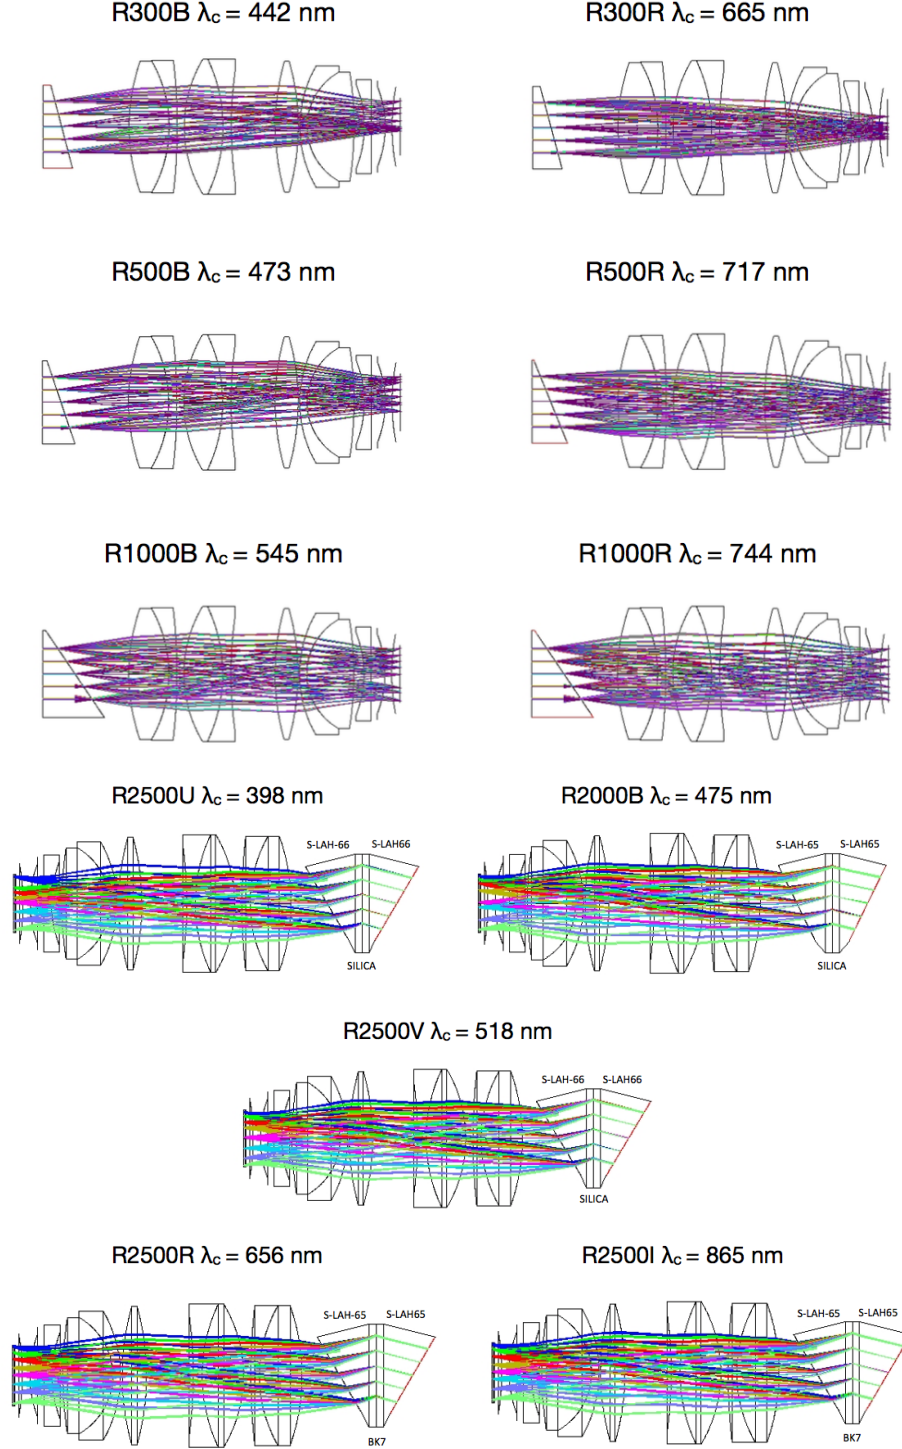 R300B λc = 442 nm
R300R λc = 665 nm
R500B λc = 473 nm
R500R λc = 717 nm
R1000B λc = 545 nm
R1000R λc = 744 nm
R2500U λc = 398 nm
R2000B λc = 475 nm
S-LAH-66 S-LAH66
SILICA
S-LAH-65 S-LAH65
SILICA
R2500V λc = 518 nm
S-LAH-66 S-LAH66
SILICA
R2500R λc = 656 nm
R2500I λc = 865 nm
S-LAH-65 S-LAH65
BK7
S-LAH-65 S-LAH65
BK7